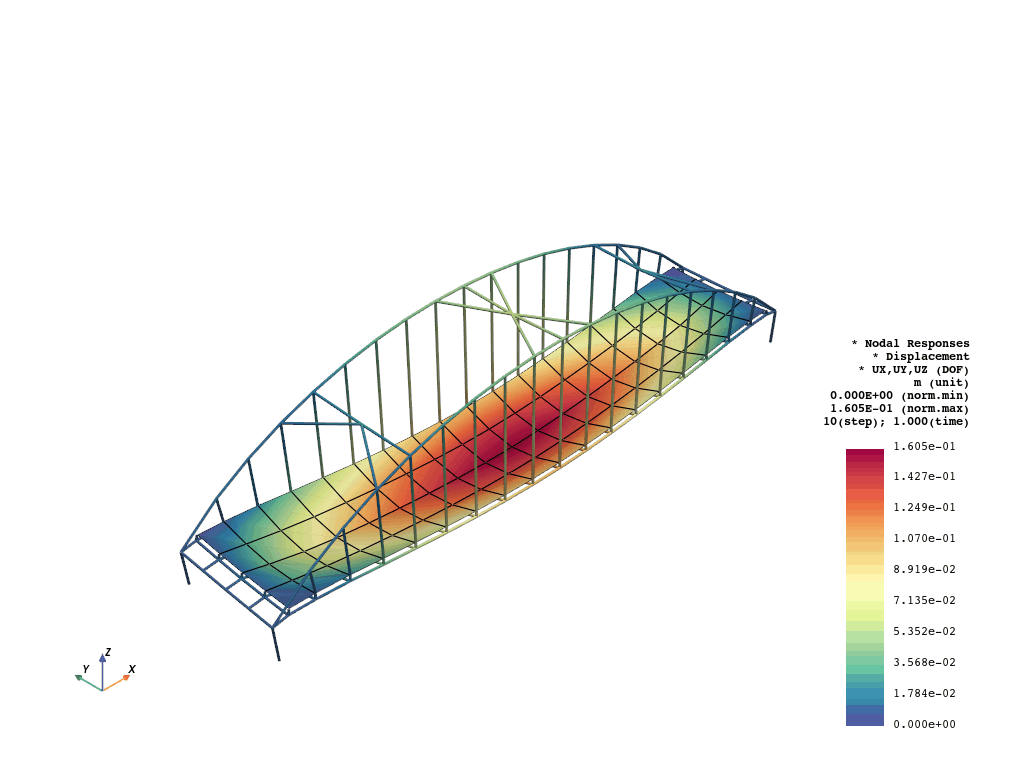 * Nodal Responses
* Displacement
* UX,UY,UZ (DOF)
m (unit)
0.000E+00 (norm.min)
1.605E-01 (norm.max)
10(step); 1.000(time)
1.605e-01
1.427e-01
1.249e-01
1.070e-01
8.919e-02
7.135e-02
5.352e-02
3.568e-02
1.784e-02
0.000e+00
Z
Y
X